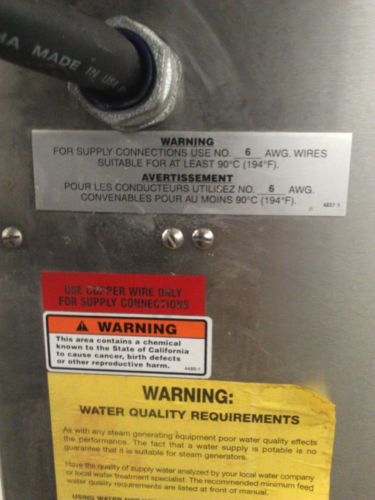 MA MADE IN USA
WARNING
FOR SUPPLY CONNECTIONS USE NO. 6 AWG. WIRES
SUITABLE FOR AT LEAST 90°C (194°F).
AVERTISSEMENT
POUR LES CONDUCTEURS UTILISEZ NO. 6 AWG.
CONVENABLES POUR AU MOINS 90°C (194°F).
4827-1
USE COPPER WIRE ONLY
FOR SUPPLY CONNECTIONS
WARNING
This area contains a chemical
known to the State of California
to cause cancer, birth defects
or other reproductive harm.
WARNING:
WATER QUALITY REQUIREMENTS
As with any steam generating equipment poor water quality effects
the performance. The fact that a water supply is potable is no
guarantee that it is suitable for steam generators.
Have the quality of supply water analyzed by your local water company
or local water treatment specialist. The recommended minimum feed
water quality requirements are listed at front of manual.